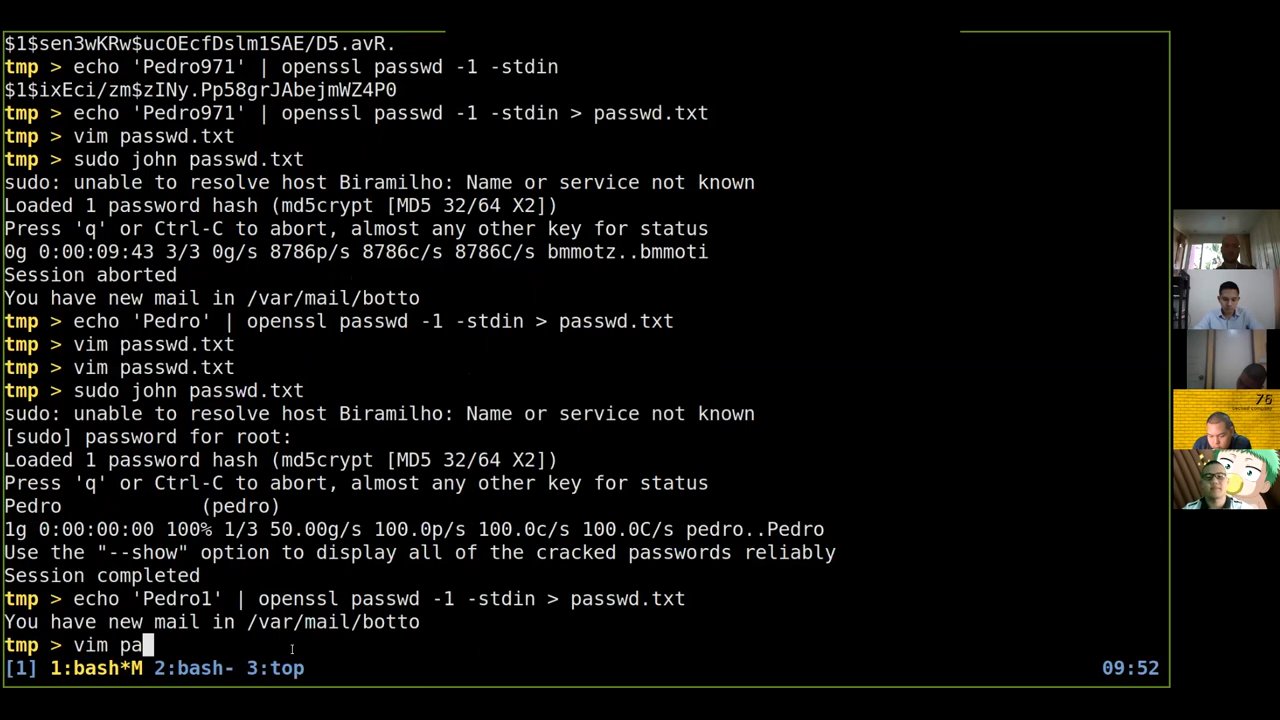 $1$sen3wKRw$ucOEcfDslm1SAE/D5.avR.
tmp > echo 'Pedro971' | openssl passwd -1 -stdin
$1$ixEci/zm$zINy.Pp58grJAbejmWZ4P0
tmp > echo 'Pedro971' | openssl passwd -1 -stdin > passwd.txt
tmp > vim passwd.txt
tmp > sudo john passwd.txt
sudo: unable to resolve host Biramilho: Name or service not known
Loaded 1 password hash (md5crypt [MD5 32/64 X2])
Press 'q' or Ctrl-C to abort, almost any other key for status
0g 0:00:09:43 3/3 0g/s 8786p/s 8786c/s 8786C/s bmmotz..bmmoti
Session aborted
You have new mail in /var/mail/botto
tmp > echo 'Pedro' | openssl passwd -1 -stdin > passwd.txt
tmp > vim passwd.txt
tmp > vim passwd.txt
tmp > sudo john passwd.txt
sudo: unable to resolve host Biramilho: Name or service not known
[sudo] password for root:
Loaded 1 password hash (md5crypt [MD5 32/64 X2])
Press 'q' or Ctrl-C to abort, almost any other key for status
Pedro            (pedro)
1g 0:00:00:00 100% 1/3 50.00g/s 100.0p/s 100.0c/s 100.0C/s pedro..Pedro
Use the "--show" option to display all of the cracked passwords reliably
Session completed
tmp > echo 'Pedro1' | openssl passwd -1 -stdin > passwd.txt
You have new mail in /var/mail/botto
tmp > vim pa
[1] 1:bash*M 2:bash- 3:top 09:52